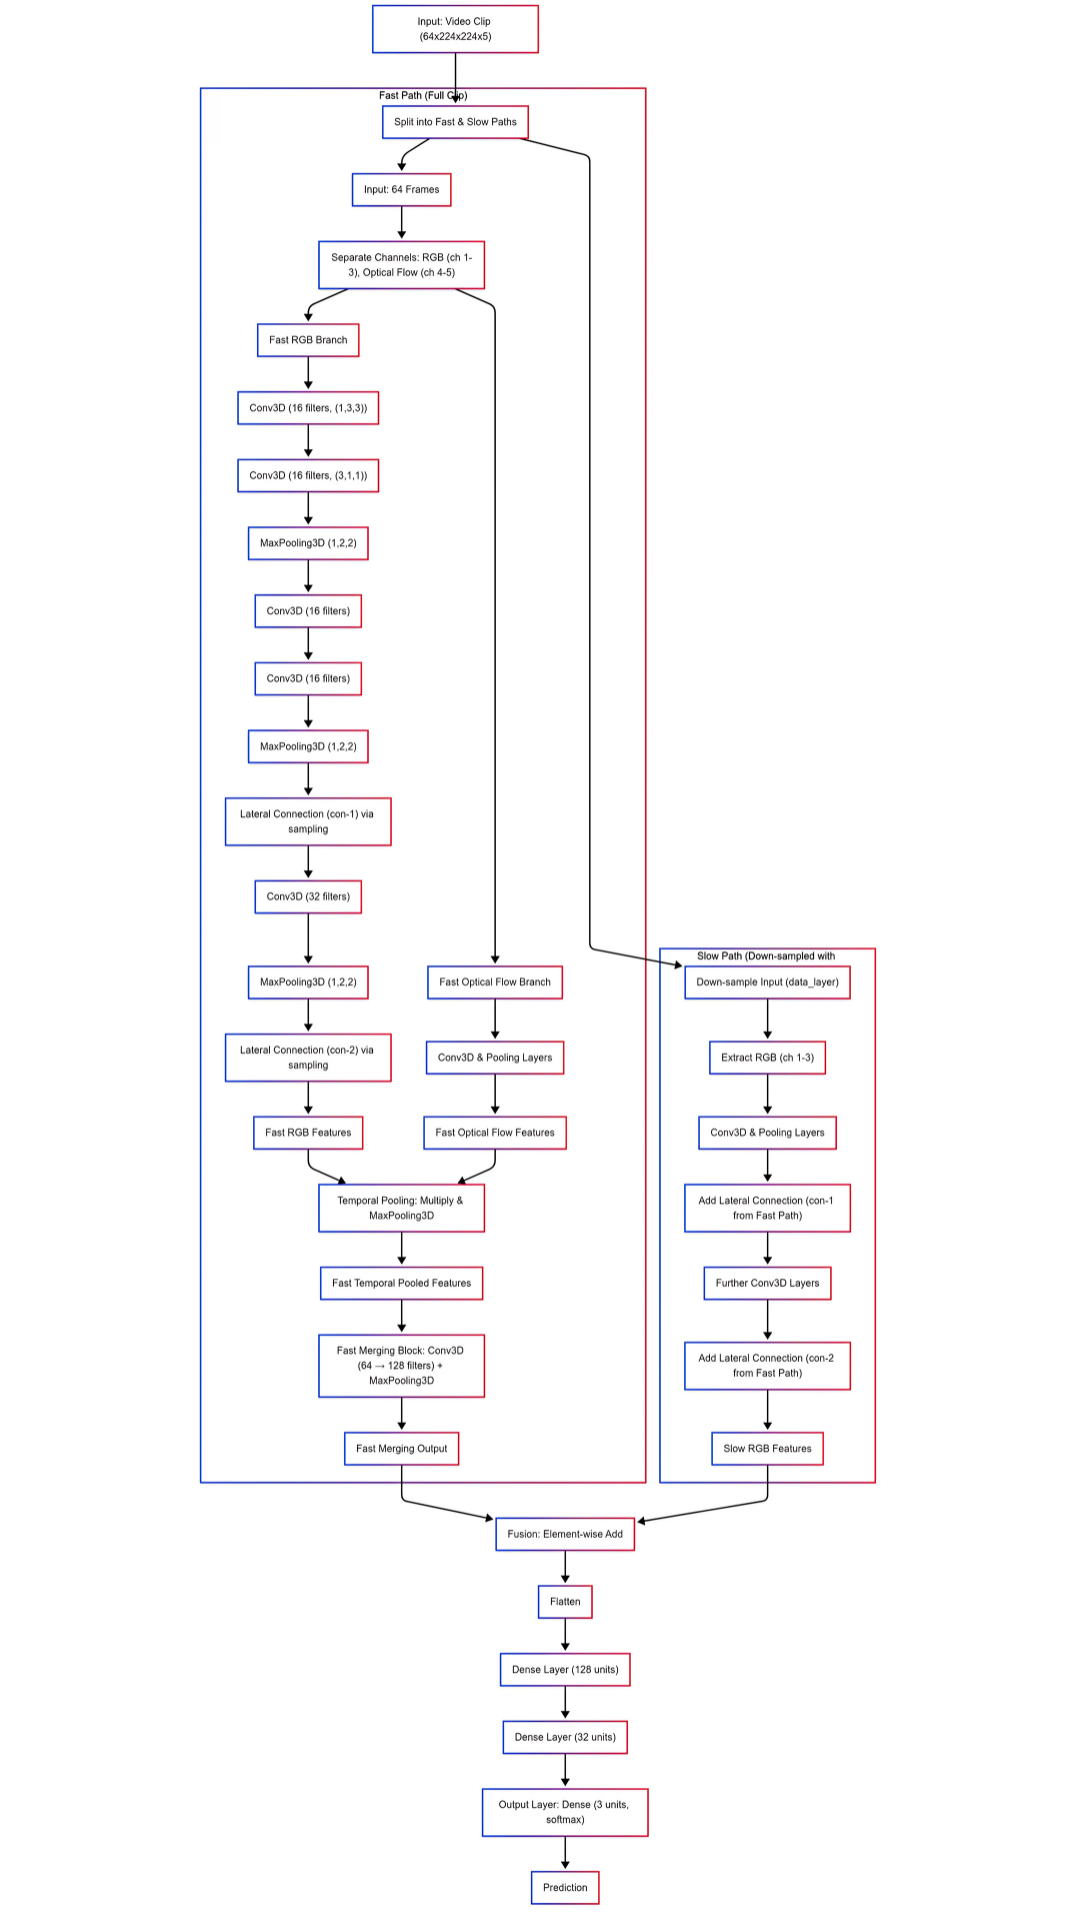 Input: Video Clip
(64x224x224x5)
Fast Path (Full Clip)
Split into Fast & Slow Paths
Input: 64 Frames
Separate Channels: RGB (ch 1-
3), Optical Flow (ch 4-5)
Fast RGB Branch
Conv3D (16 filters, (1,3,3))
Conv3D (16 filters, (3,1,1))
MaxPooling3D (1,2,2)
Conv3D (16 filters)
Conv3D (16 filters)
MaxPooling3D (1,2,2)
Lateral Connection (con-1) via
sampling
Conv3D (32 filters)
MaxPooling3D (1,2,2)
Lateral Connection (con-2) via
sampling
Fast RGB Features
Fast Optical Flow Branch
Conv3D & Pooling Layers
Fast Optical Flow Features
Temporal Pooling: Multiply &
MaxPooling3D
Fast Temporal Pooled Features
Fast Merging Block: Conv3D
(64 → 128 filters) +
MaxPooling3D
Fast Merging Output
Slow Path (Down-sampled with
Down-sample Input (data_layer)
Extract RGB (ch 1-3)
Conv3D & Pooling Layers
Add Lateral Connection (con-1
from Fast Path)
Further Conv3D Layers
Add Lateral Connection (con-2
from Fast Path)
Slow RGB Features
Fusion: Element-wise Add
Flatten
Dense Layer (128 units)
Dense Layer (32 units)
Output Layer: Dense (3 units,
softmax)
Prediction